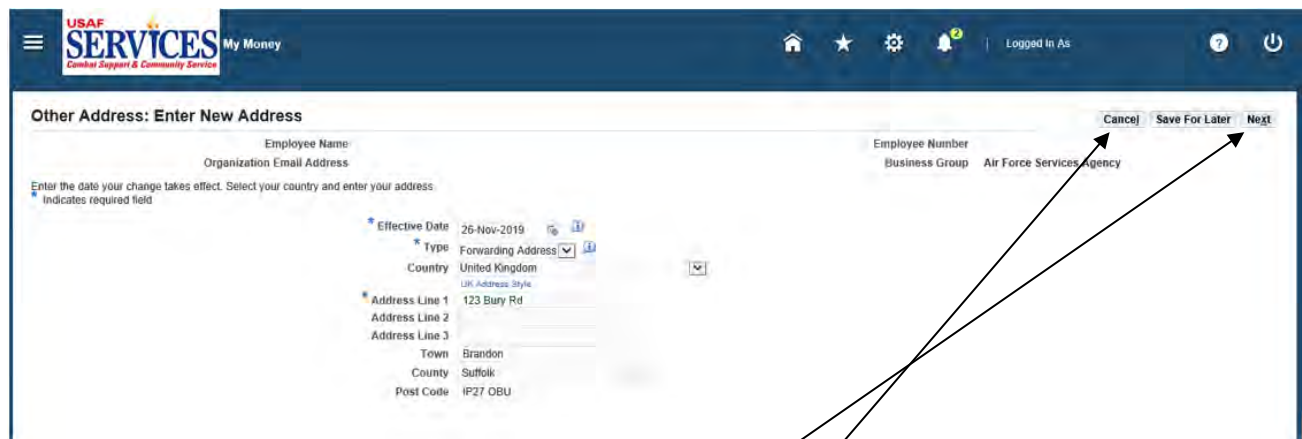 USAF
SERVICES My Money
Combat Support & Community Service
2
| Logged In As
?
Other Address: Enter New Address
Cancel Save For Later Next
Employee Name Employee Number
Organization Email Address Business Group Air Force Services Agency
Enter the date your change takes effect. Select your country and enter your address
* Indicates required field
* Effective Date 26-Nov-2019
* Type Forwarding Address
Country United Kingdom
UK Address Style
* Address Line 1 123 Bury Rd
Address Line 2
Address Line 3
Town Brandon
County Suffolk
Post Code IP27 OBU